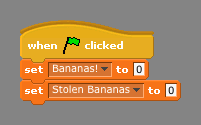 when clicked
set Bananas! to 0
set Stolen Bananas to 0